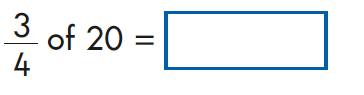 3/4 of 20 =